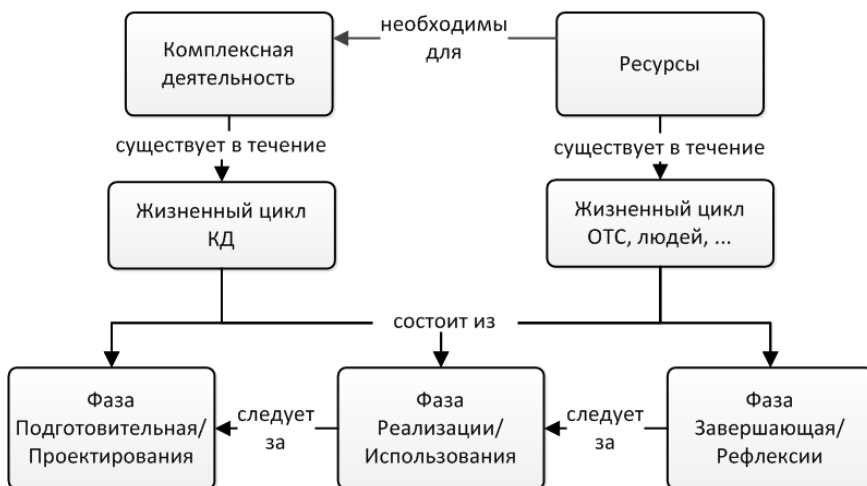 Комплексная
деятельность
необходимы
для
Ресурсы
существует в течение
существует в течение
Жизненный цикл
КД
Жизненный цикл
ОТС, людей, ...
состоит из
Фаза
Подготовительная/
Проектирования
следует
за
Фаза
Реализации/
Использования
следует
за
Фаза
Завершающая/
Рефлексии